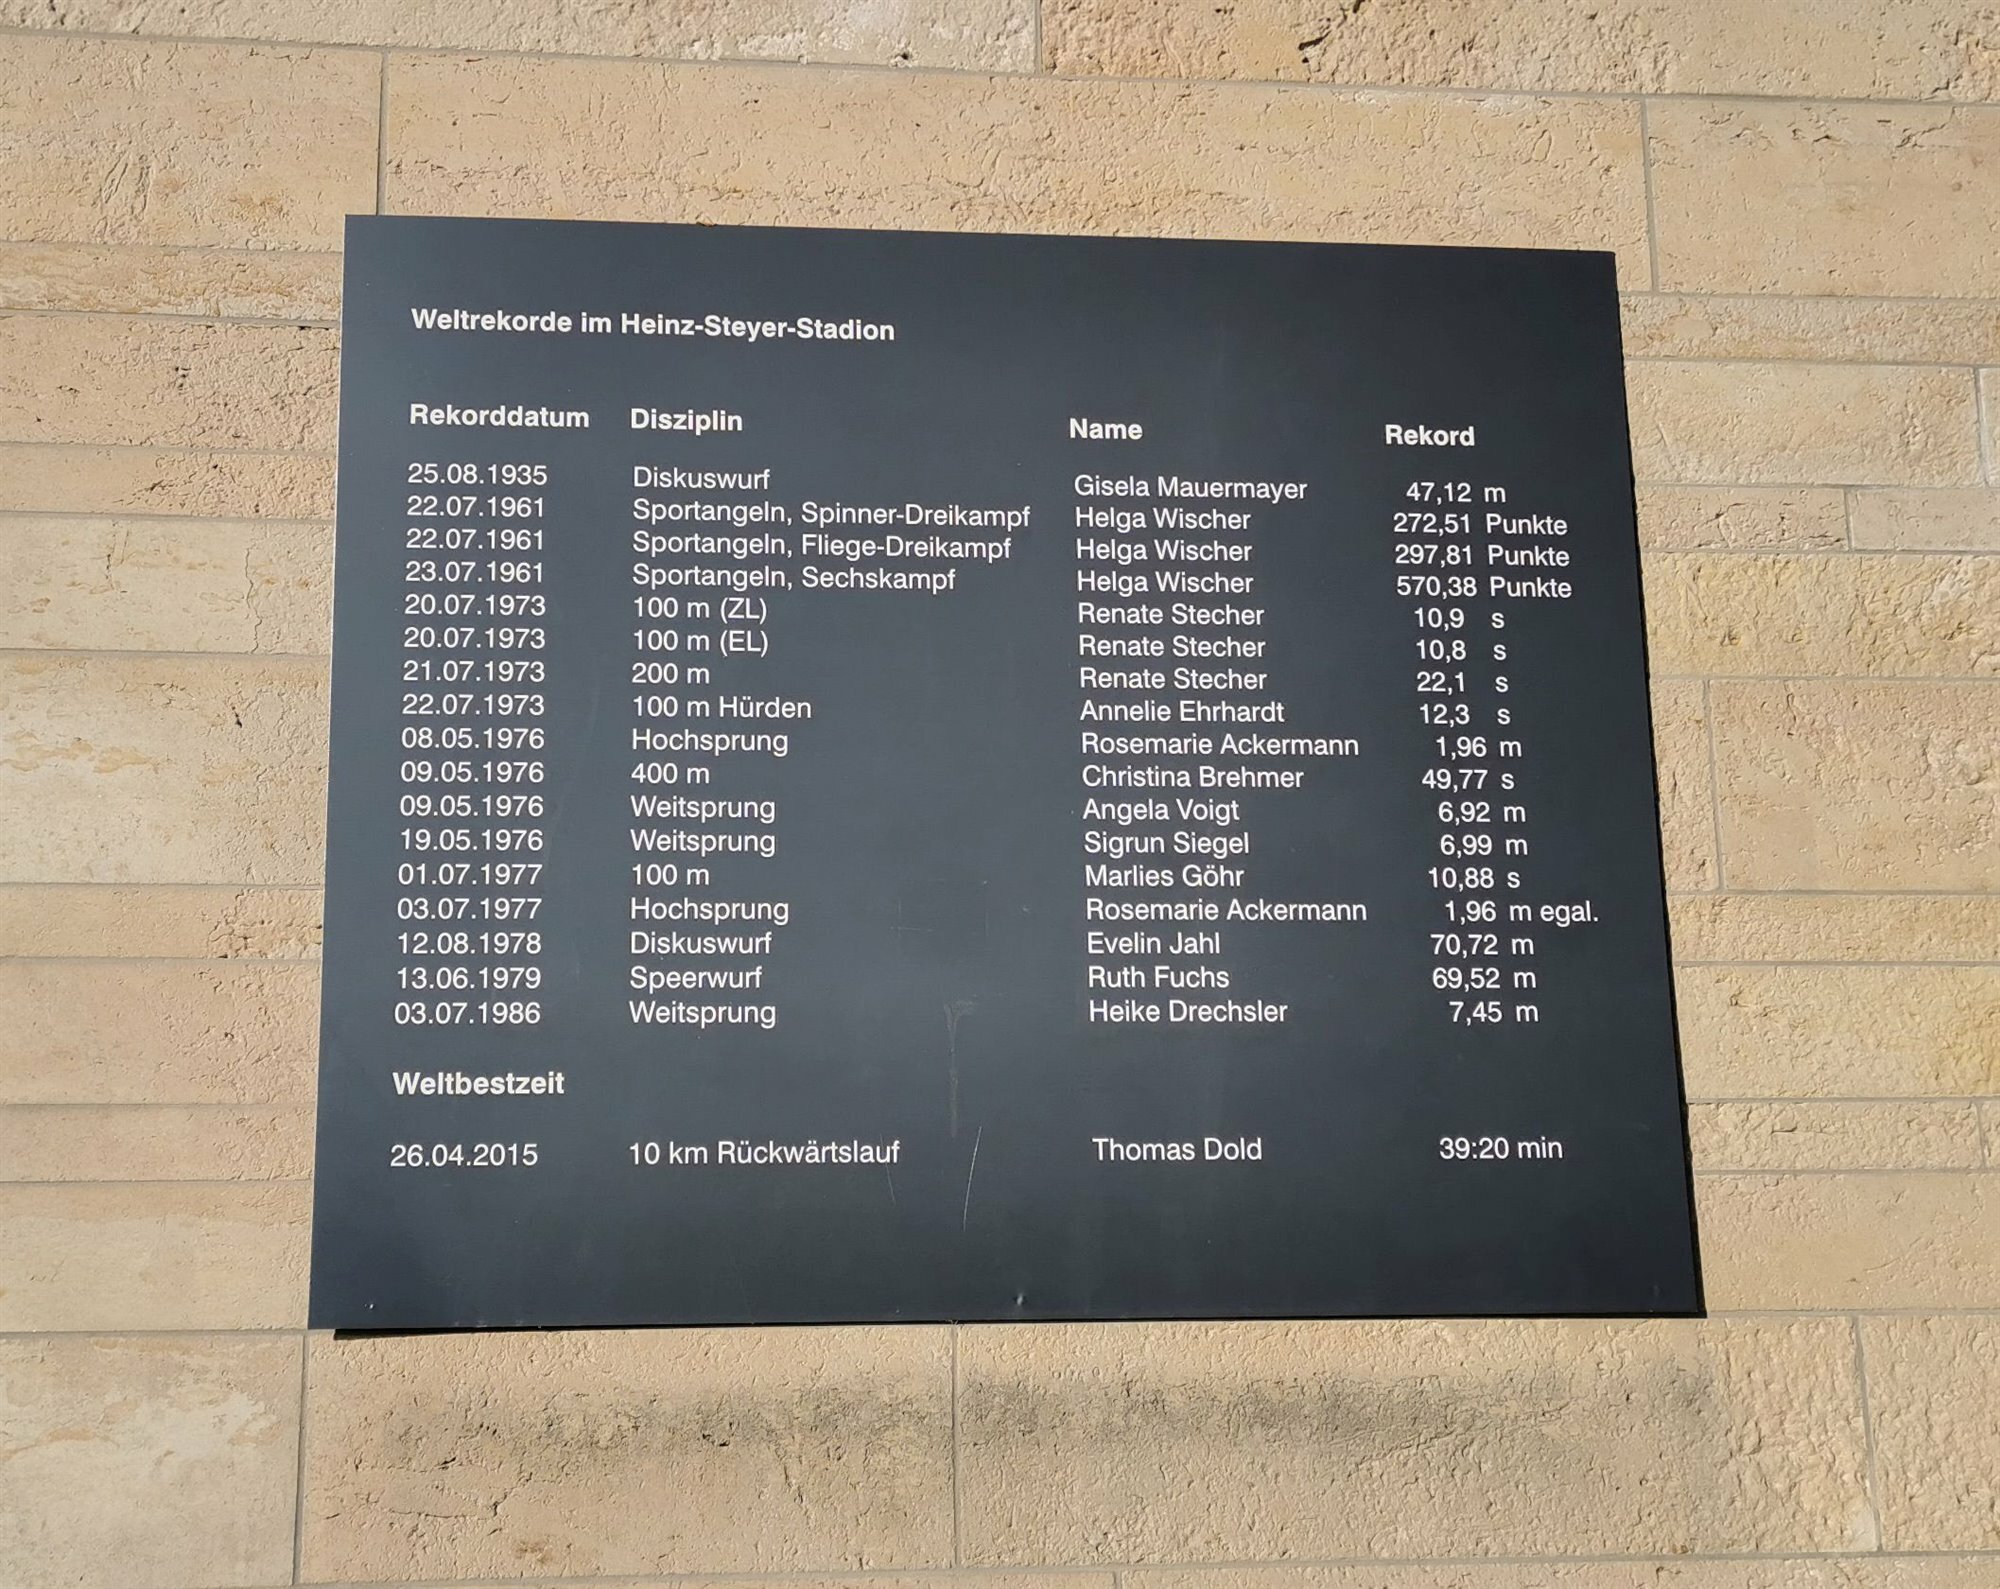 Weltrekorde im Heinz-Steyer-Stadion
Rekorddatum Disziplin Name Rekord
25.08.1935 Diskuswurf Gisela Mauermayer 47,12 m
22.07.1961 Sportangeln, Spinner-Dreikampf Helga Wischer 272,51 Punkte
22.07.1961 Sportangeln, Fliege-Dreikampf Helga Wischer 297,81 Punkte
23.07.1961 Sportangeln, Sechskampf Helga Wischer 570,38 Punkte
20.07.1973 100 m (ZL) Renate Stecher 10,9 s
20.07.1973 100 m (EL) Renate Stecher 10,8 s
21.07.1973 200 m Renate Stecher 22,1 s
22.07.1973 100 m Hürden Annelie Ehrhardt 12,3 s
08.05.1976 Hochsprung Rosemarie Ackermann 1,96 m
09.05.1976 400 m Christina Brehmer 49,77 s
09.05.1976 Weitsprung Angela Voigt 6,92 m
19.05.1976 Weitsprung Sigrun Siegel 6,99 m
01.07.1977 100 m Marlies Göhr 10,88 s
03.07.1977 Hochsprung Rosemarie Ackermann 1,96 m egal.
12.08.1978 Diskuswurf Evelin Jahl 70,72 m
13.06.1979 Speerwurf Ruth Fuchs 69,52 m
03.07.1986 Weitsprung Heike Drechsler 7,45 m
Weltbestzeit
26.04.2015 10 km Rückwärtslauf Thomas Dold 39:20 min